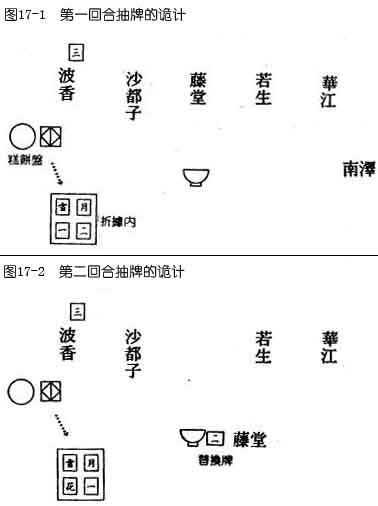 图17-1 第一回合抽牌的诡计
三
波香
沙都子
藤堂
若生
華江
糕餅盤
南澤
雪 月
一 二
折據内
图17-2 第二回合抽牌的诡计
三
波香
沙都子
若生
華江
二
藤堂
替換牌
雪 月
花 一